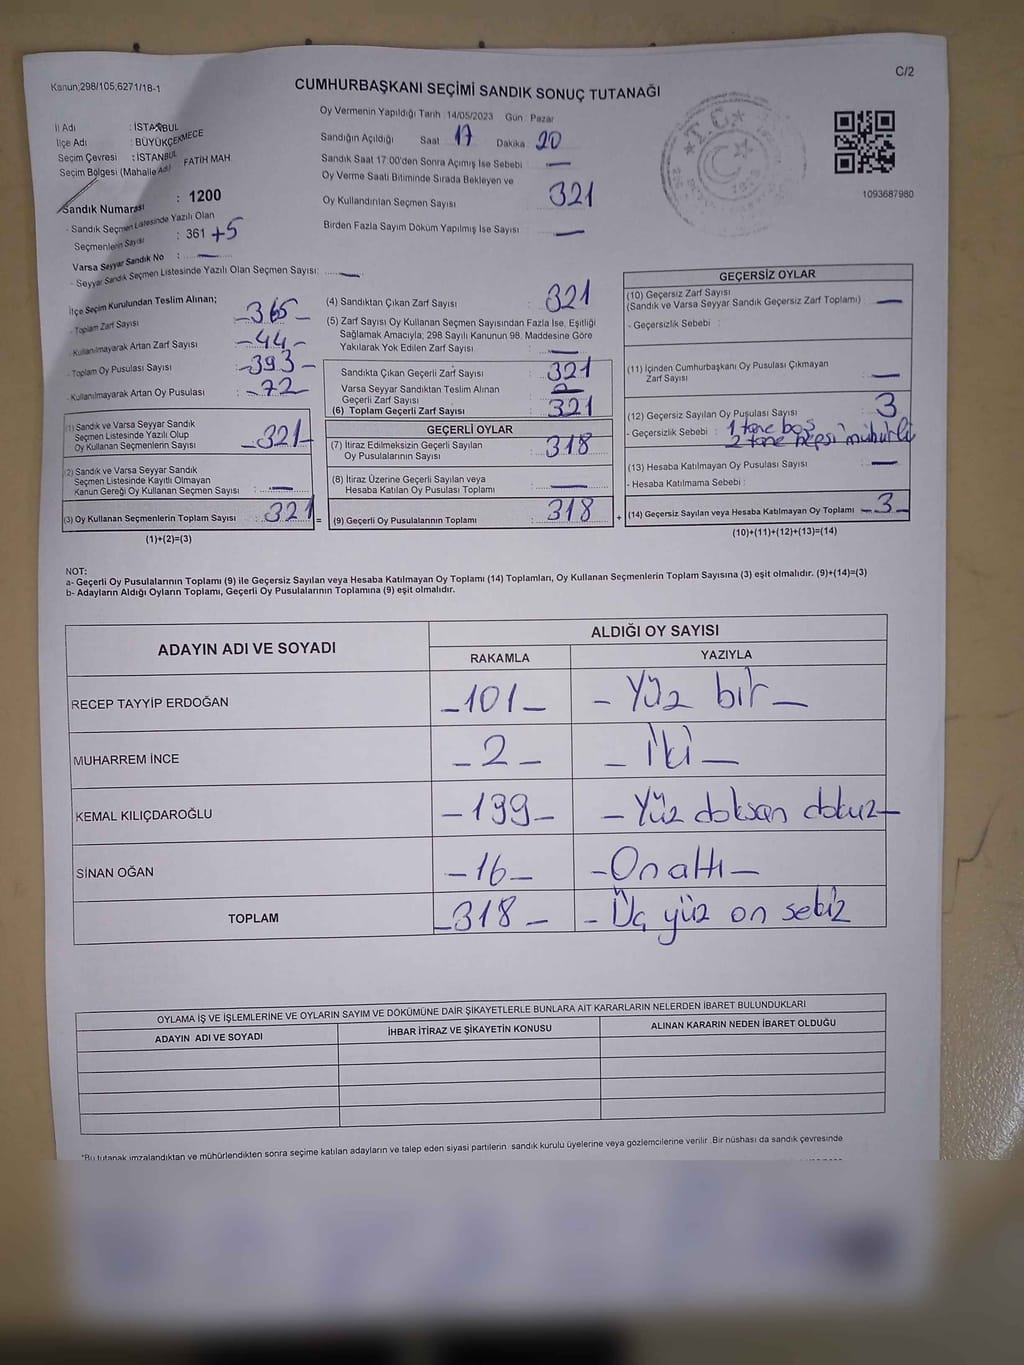 Kanun;298/105,6271/18-1
CUMHURBAŞKANI SEÇİMİ SANDIK SONUÇ TUTANAĞI
C/2
İl Adı : İSTANBUL
İlçe Adı : BÜYÜKÇEKMECE
Seçim Çevresi : İSTANBUL
Seçim Bölgesi (Mahalle Adı) FATİH MAH
Sandık Numarası : 1200
- Sandık Seçmen Listesinde Yazılı Olan
Seçmenlerin Sayısı : 361 +5
Varsa Seyyar Sandık No : —
- Seyyar Sandık Seçmen Listesinde Yazılı Olan Seçmen Sayısı: —
Oy Vermenin Yapıldığı Tarih : 14/05/2023 Gün : Pazar
Sandığın Açıldığı Saat 17 Dakika 20
Sandık Saat 17:00'den Sonra Açımış İse Sebebi —
Oy Verme Saati Bitiminde Sırada Bekleyen ve
Oy Kullandırılan Seçmen Sayısı 321
Birden Fazla Sayım Döküm Yapılmış İse Sayısı —
T.C.
1093687980
İlçe Seçim Kurulundan Teslim Alınan;
- Toplam Zarf Sayısı - 365 -
- Kullanılmayarak Artan Zarf Sayısı - 44 -
- Toplam Oy Pusulası Sayısı - 393 -
- Kullanılmayarak Artan Oy Pusulası - 72
(1) Sandık ve Varsa Seyyar Sandık
Seçmen Listesinde Yazılı Olup
Oy Kullanan Seçmenlerin Sayısı - 321 -
(2) Sandık ve Varsa Seyyar Sandık
Seçmen Listesinde Kayıtlı Olmayan
Kanun Gereği Oy Kullanan Seçmen Sayısı : —
(3) Oy Kullanan Seçmenlerin Toplam Sayısı : 321 =
(1)+(2)=(3)
(4) Sandıktan Çıkan Zarf Sayısı : 321
(5) Zarf Sayısı Oy Kullanan Seçmen Sayısından Fazla İse, Eşitliği
Sağlamak Amacıyla; 298 Sayılı Kanunun 98. Maddesine Göre
Yakılarak Yok Edilen Zarf Sayısı : —
Sandıkta Çıkan Geçerli Zarf Sayısı : 321
Varsa Seyyar Sandıktan Teslim Alınan
Geçerli Zarf Sayısı
(6) Toplam Geçerli Zarf Sayısı : 321
GEÇERLİ OYLAR
(7) İtiraz Edilmeksizin Geçerli Sayılan
Oy Pusulalarının Sayısı : 318
(8) İtiraz Üzerine Geçerli Sayılan veya
Hesaba Katılan Oy Pusulası Toplamı : —
(9) Geçerli Oy Pusulalarının Toplamı : 318 +
GEÇERSİZ OYLAR
(10) Geçersiz Zarf Sayısı
(Sandık ve Varsa Seyyar Sandık Geçersiz Zarf Toplamı) : —
- Geçersizlik Sebebi :
(11) İçinden Cumhurbaşkanı Oy Pusulası Çıkmayan
Zarf Sayısı : —
(12) Geçersiz Sayılan Oy Pusulası Sayısı : 3
- Geçersizlik Sebebi : 1 tane boş
2 tane hepsi mühürlü
(13) Hesaba Katılmayan Oy Pusulası Sayısı : —
- Hesaba Katılmama Sebebi :
(14) Geçersiz Sayılan veya Hesaba Katılmayan Oy Toplamı - 3 -
(10)+(11)+(12)+(13)=(14)
NOT:
a- Geçerli Oy Pusulalarının Toplamı (9) ile Geçersiz Sayılan veya Hesaba Katılmayan Oy Toplamı (14) Toplamları, Oy Kullanan Seçmenlerin Toplam Sayısına (3) eşit olmalıdır. (9)+(14)=(3)
b- Adayların Aldığı Oyların Toplamı, Geçerli Oy Pusulalarının Toplamına (9) eşit olmalıdır.
ADAYIN ADI VE SOYADI
ALDIĞI OY SAYISI
RAKAMLA YAZIYLA
RECEP TAYYİP ERDOĞAN - 101 - - Yüz bir -
MUHARREM İNCE - 2 - - İki -
KEMAL KILIÇDAROĞLU - 199 - - Yüz doksan dokuz -
SİNAN OĞAN - 16 - - On altı -
TOPLAM - 318 - - Üç yüz on sekiz
OYLAMA İŞ VE İŞLEMLERİNE VE OYLARIN SAYIM VE DÖKÜMÜNE DAİR ŞİKAYETLERLE BUNLARA AİT KARARLARIN NELERDEN İBARET BULUNDUKLARI
ADAYIN ADI VE SOYADI İHBAR İTİRAZ VE ŞİKAYETİN KONUSU ALINAN KARARIN NEDEN İBARET OLDUĞU
*Bu tutanak imzalandıktan ve mühürlendikten sonra seçime katılan adayların ve talep eden siyasi partilerin sandık kurulu üyelerine veya gözlemcilerine verilir. Bir nüshası da sandık çevresinde